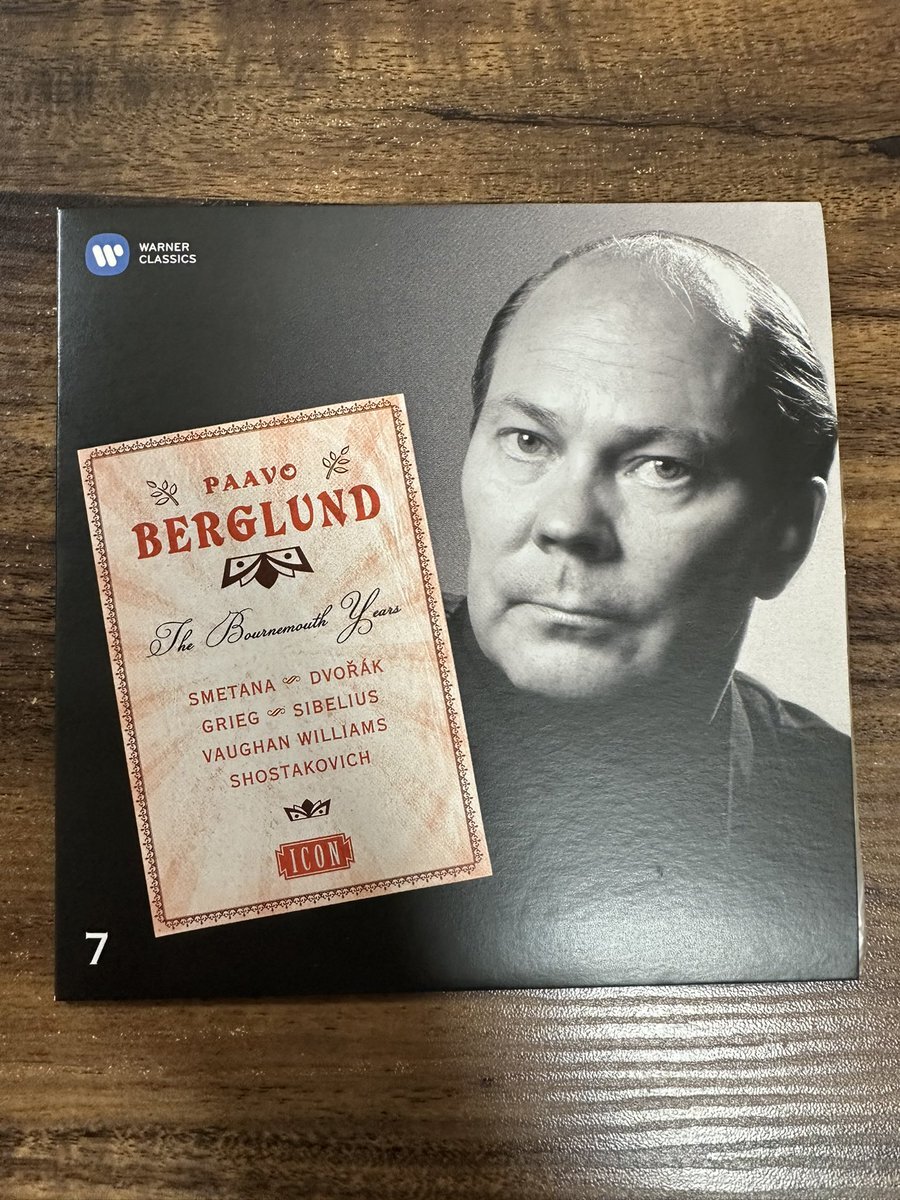 WARNER
CLASSICS
PAAVO
BERGLUND
The Bournemouth Years
SMETANA DVOŘÁK
GRIEG SIBELIUS
VAUGHAN WILLIAMS
SHOSTAKOVICH
ICON
7